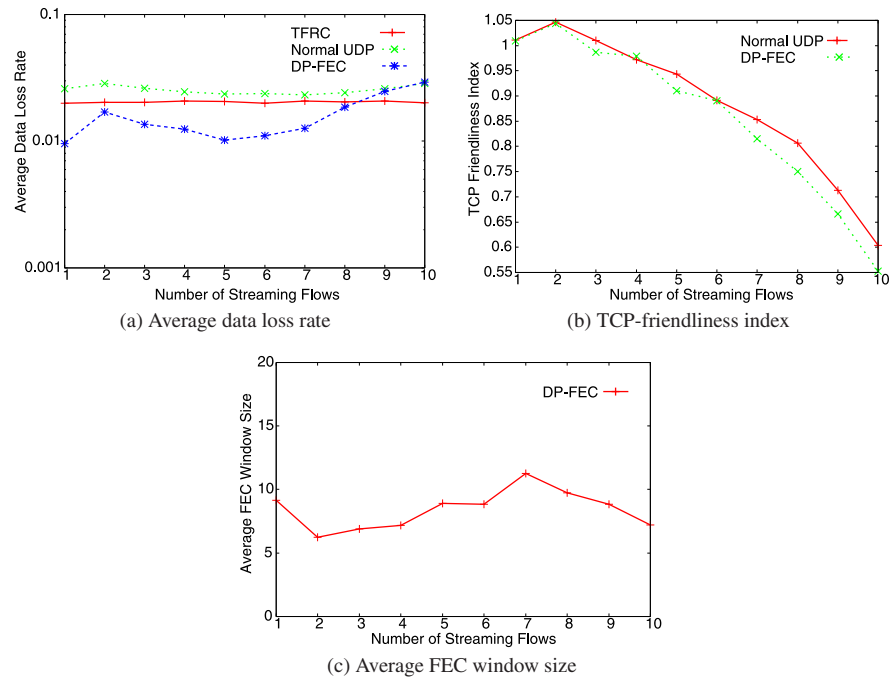 0.1
0.01
0.001
Average Data Loss Rate
TFRC
Normal UDP
DP-FEC
1 2 3 4 5 6 7 8 9 10
Number of Streaming Flows
(a) Average data loss rate
1.05
1
0.95
0.9
0.85
0.8
0.75
0.7
0.65
0.6
0.55
TCP Friendliness Index
Normal UDP
DP-FEC
1 2 3 4 5 6 7 8 9 10
Number of Streaming Flows
(b) TCP-friendliness index
20
15
10
5
0
Average FEC Window Size
DP-FEC
1 2 3 4 5 6 7 8 9 10
Number of Streaming Flows
(c) Average FEC window size